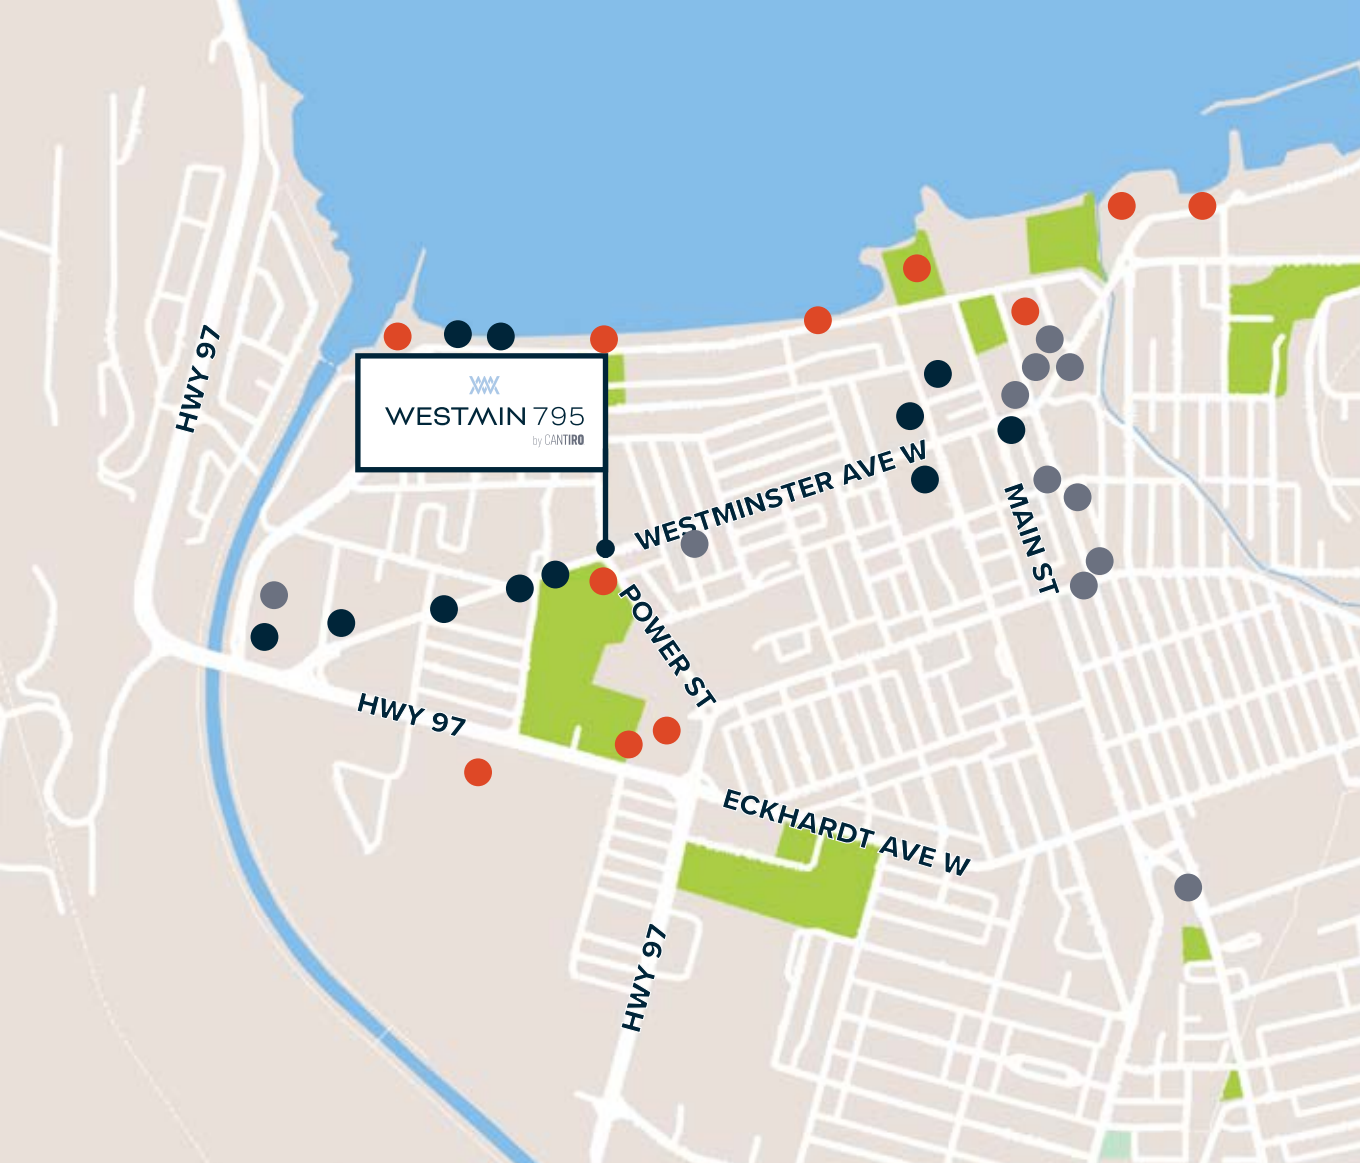 HWY 97
WESTMIN 795
by CANTIRO
WESTMINSTER AVE W
MAIN ST
POWER ST
HWY 97
ECKHARDT AVE W
HWY 97